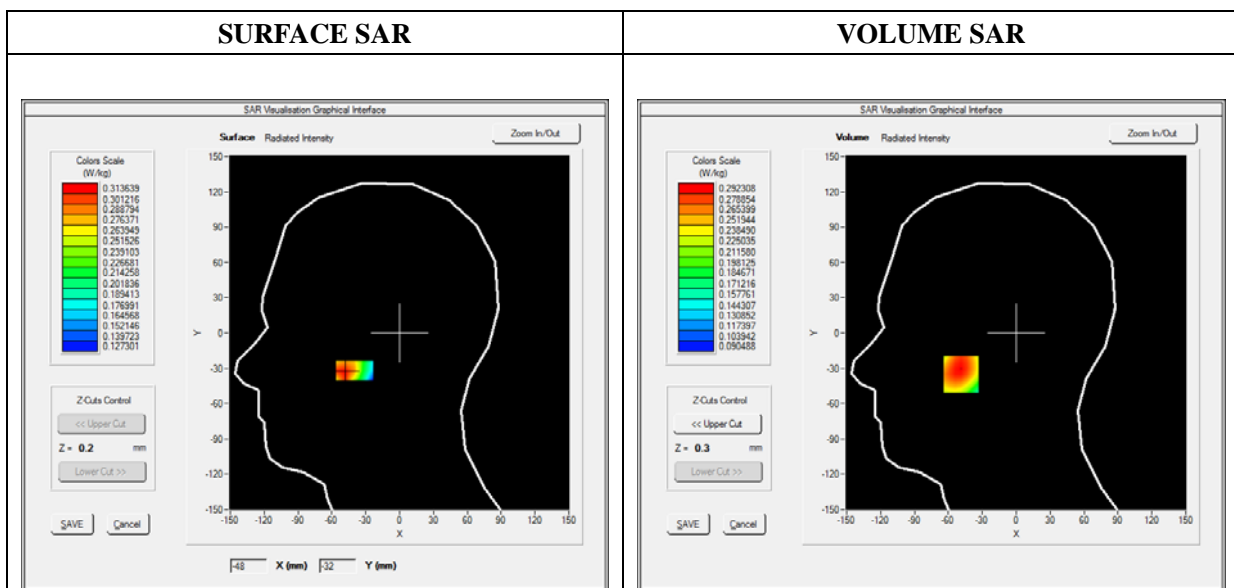 SURFACE SAR
VOLUME SAR
SAR Visualisation Graphical Interface
Surface Radiated Intensity
Zoom In/Out
Colors Scale
(W/kg)
0.313639
0.301216
0.288794
0.276371
0.263949
0.251526
0.239103
0.226681
0.214258
0.201836
0.189413
0.176991
0.164568
0.152146
0.139723
0.127301
Z-Cuts Control
<< Upper Cut
Z = 0.2 mm
Lower Cut >>
SAVE Cancel
150
120
90
60
30
0
-30
-60
-90
-120
-150
Y
-150 -120 -90 -60 -30 0 30 60 90 120 150
X
-48 X (mm) -32 Y (mm)
SAR Visualisation Graphical Interface
Volume Radiated Intensity
Zoom In/Out
Colors Scale
(W/kg)
0.292308
0.278854
0.265399
0.251944
0.238490
0.225035
0.211580
0.198125
0.184671
0.171216
0.157761
0.144307
0.130852
0.117397
0.103942
0.090488
Z-Cuts Control
<< Upper Cut
Z = 0.3 mm
Lower Cut >>
SAVE Cancel
150
120
90
60
30
0
-30
-60
-90
-120
-150
Y
-150 -120 -90 -60 -30 0 30 60 90 120 150
X